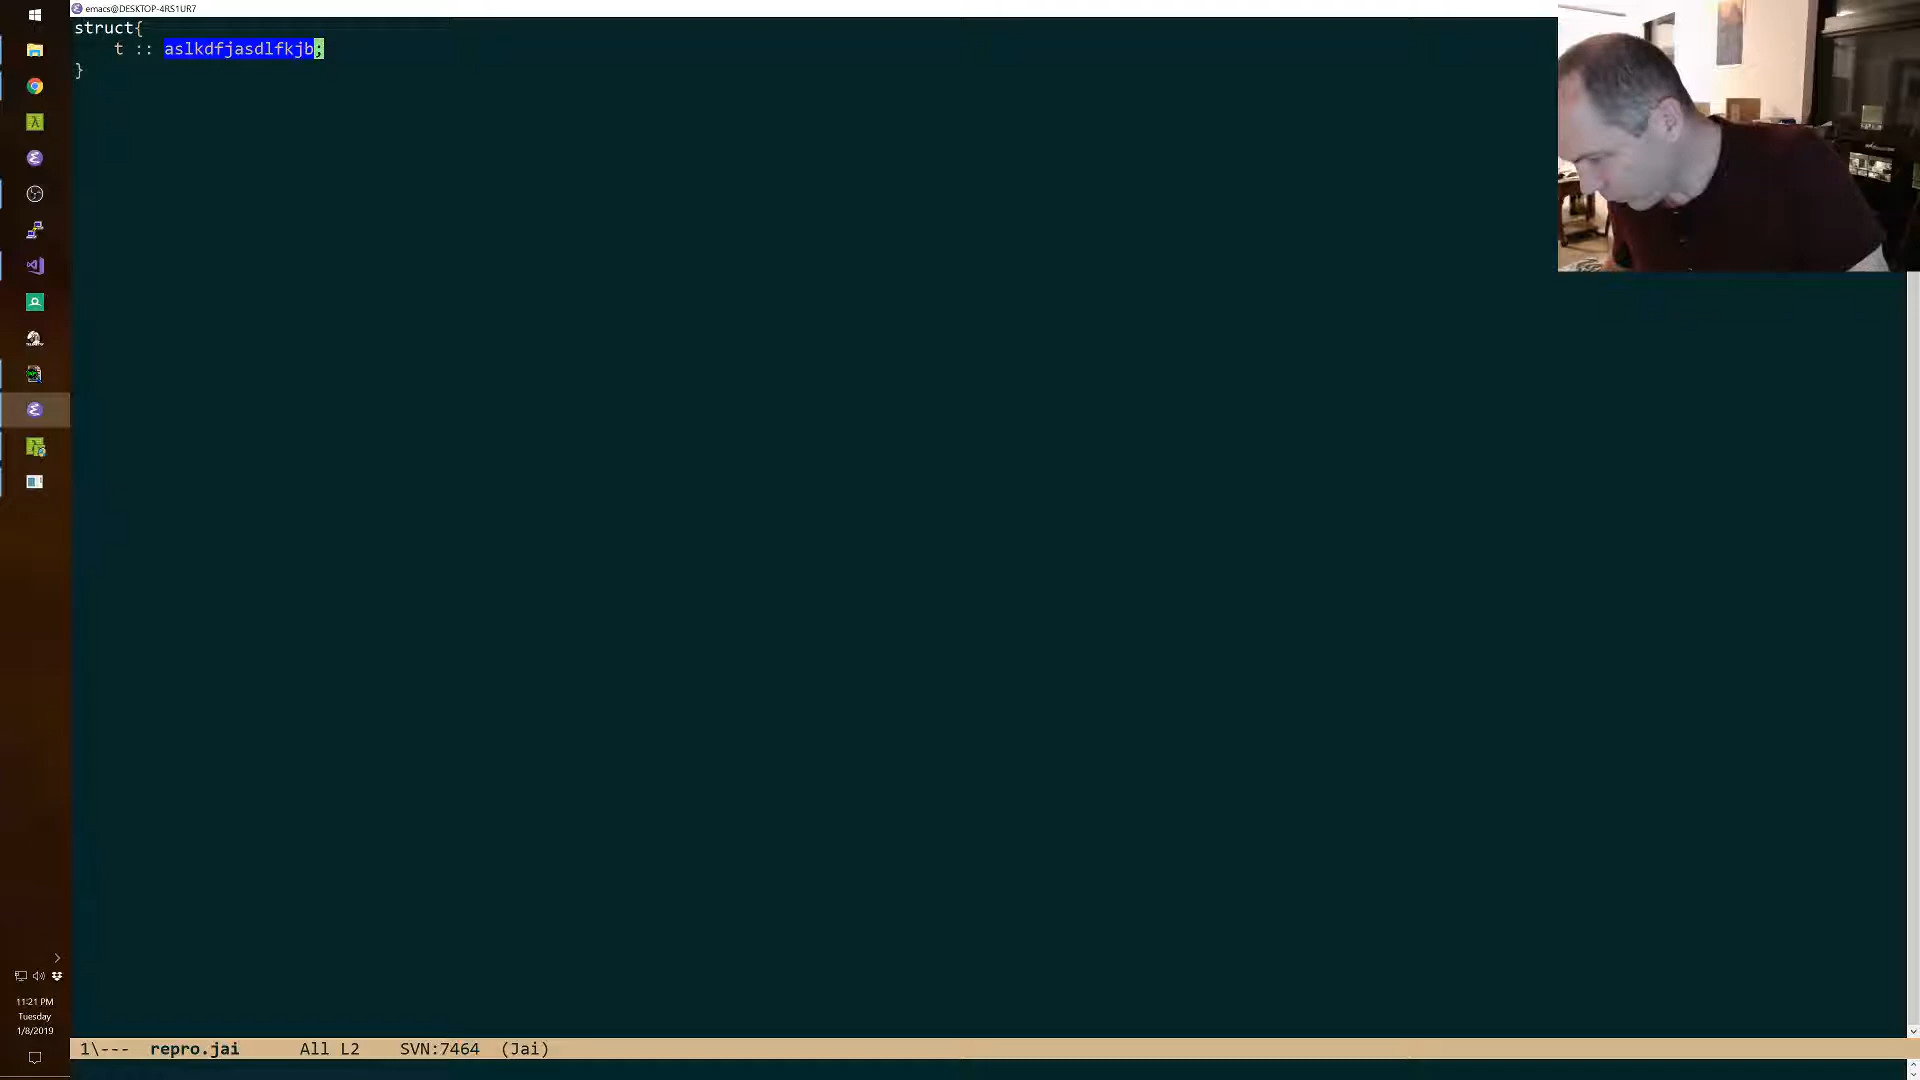 emacs@DESKTOP-4RS1UR7
struct{
    t :: aslkdfjasdlfkjb;
}
11:21 PM
Tuesday
1/8/2019
1\---  repro.jai      All L2    SVN:7464  (Jai)